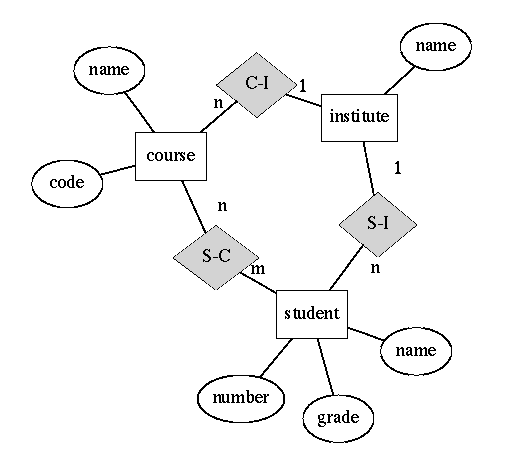 name
name
C-I
n
1
institute
course
code
1
n
S-I
S-C
m
n
student
name
number
grade